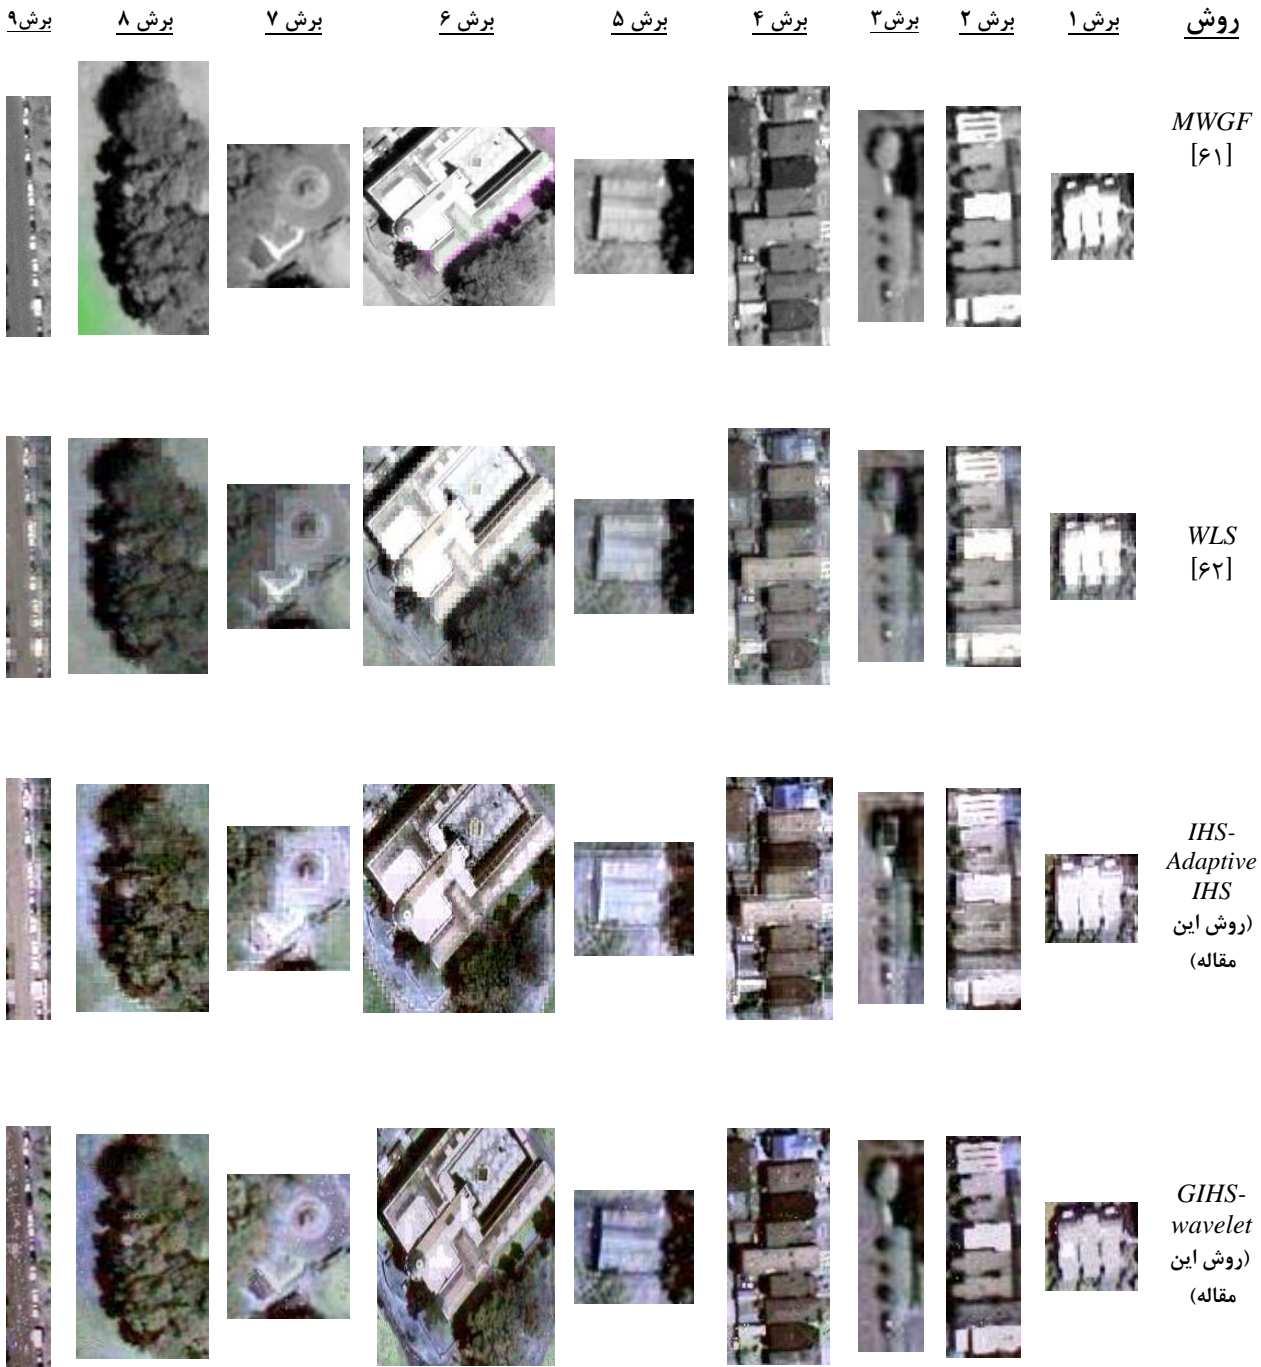 روش برش ۱ برش ۲ برش۳ برش ۴ برش ۵ برش ۶ برش ۷ برش ۸ برش۹
MWGF
[۶۱]
WLS
[۶۲]
IHS-
Adaptive
IHS
(روش این
مقاله)
GIHS-
wavelet
(روش این
مقاله)